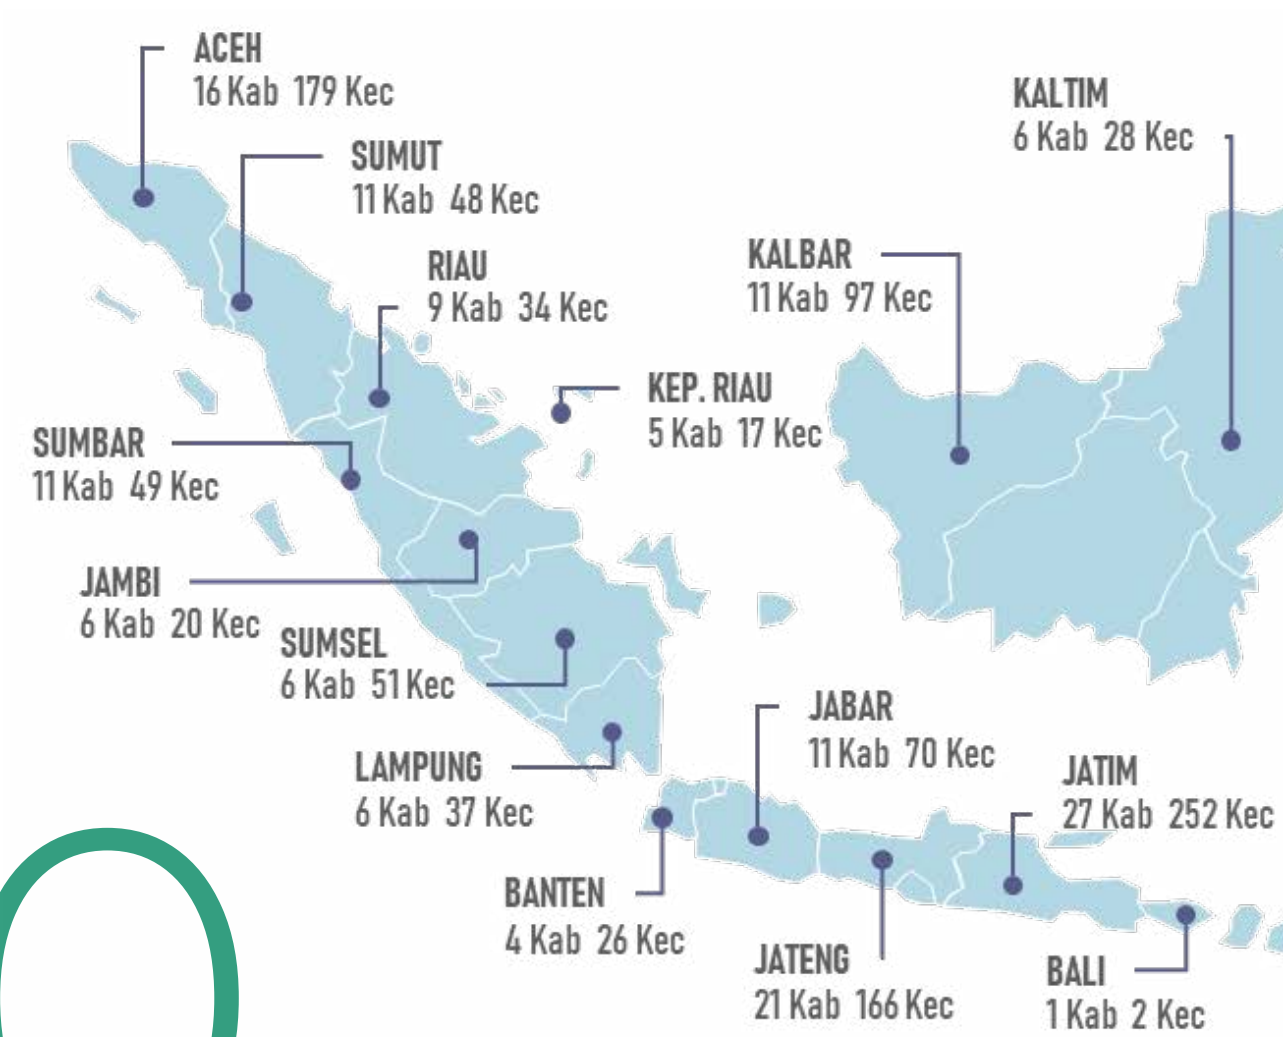 ACEH
16 Kab 179 Kec
SUMUT
11 Kab 48 Kec
RIAU
9 Kab 34 Kec
KEP. RIAU
5 Kab 17 Kec
KALTIM
6 Kab 28 Kec
KALBAR
11 Kab 97 Kec
SUMBAR
11 Kab 49 Kec
JAMBI
6 Kab 20 Kec
SUMSEL
6 Kab 51 Kec
LAMPUNG
6 Kab 37 Kec
BANTEN
4 Kab 26 Kec
JABAR
11 Kab 70 Kec
JATENG
21 Kab 166 Kec
JATIM
27 Kab 252 Kec
BALI
1 Kab 2 Kec